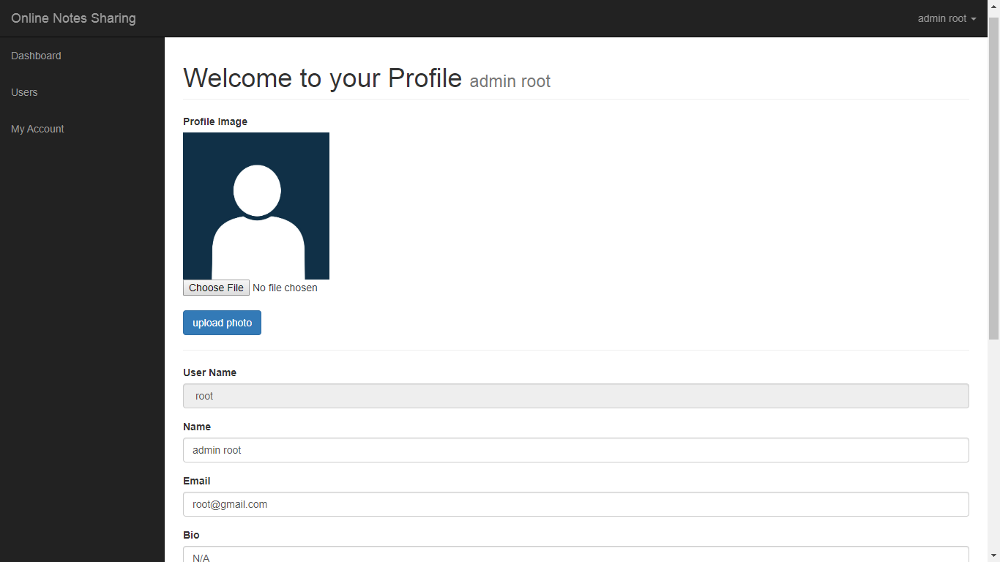 Online Notes Sharing
admin root
Dashboard
Users
My Account
Welcome to your Profile admin root
Profile Image
Choose File No file chosen
upload photo
User Name
root
Name
admin root
Email
root@gmail.com
Bio
N/A